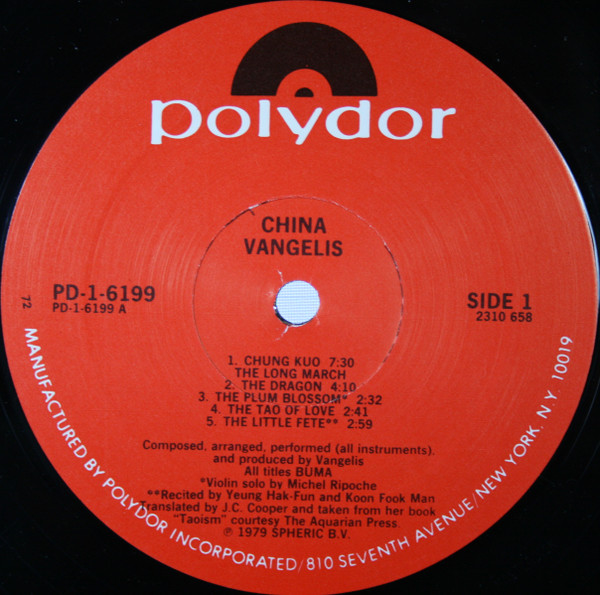 polydor
CHINA
VANGELIS
PD-1-6199
PD-1-6199 A
SIDE 1
2310 658
72
1. CHUNG KUO 7:30
THE LONG MARCH
2. THE DRAGON 4:10
3. THE PLUM BLOSSOM* 2:32
4. THE TAO OF LOVE 2:41
5. THE LITTLE FETE** 2:59
Composed, arranged, performed (all instruments).
and produced by Vangelis
All titles BUMA
*Violin solo by Michel Ripoche
**Recited by Yeung Hak-Fun and Koon Fook Man
Translated by J.C. Cooper and taken from her book
"Taoism" courtesy The Aquarian Press.
℗ 1979 SPHERIC B.V.
MANUFACTURED BY POLYDOR INCORPORATED/810 SEVENTH AVENUE/NEW YORK, N.Y. 10019